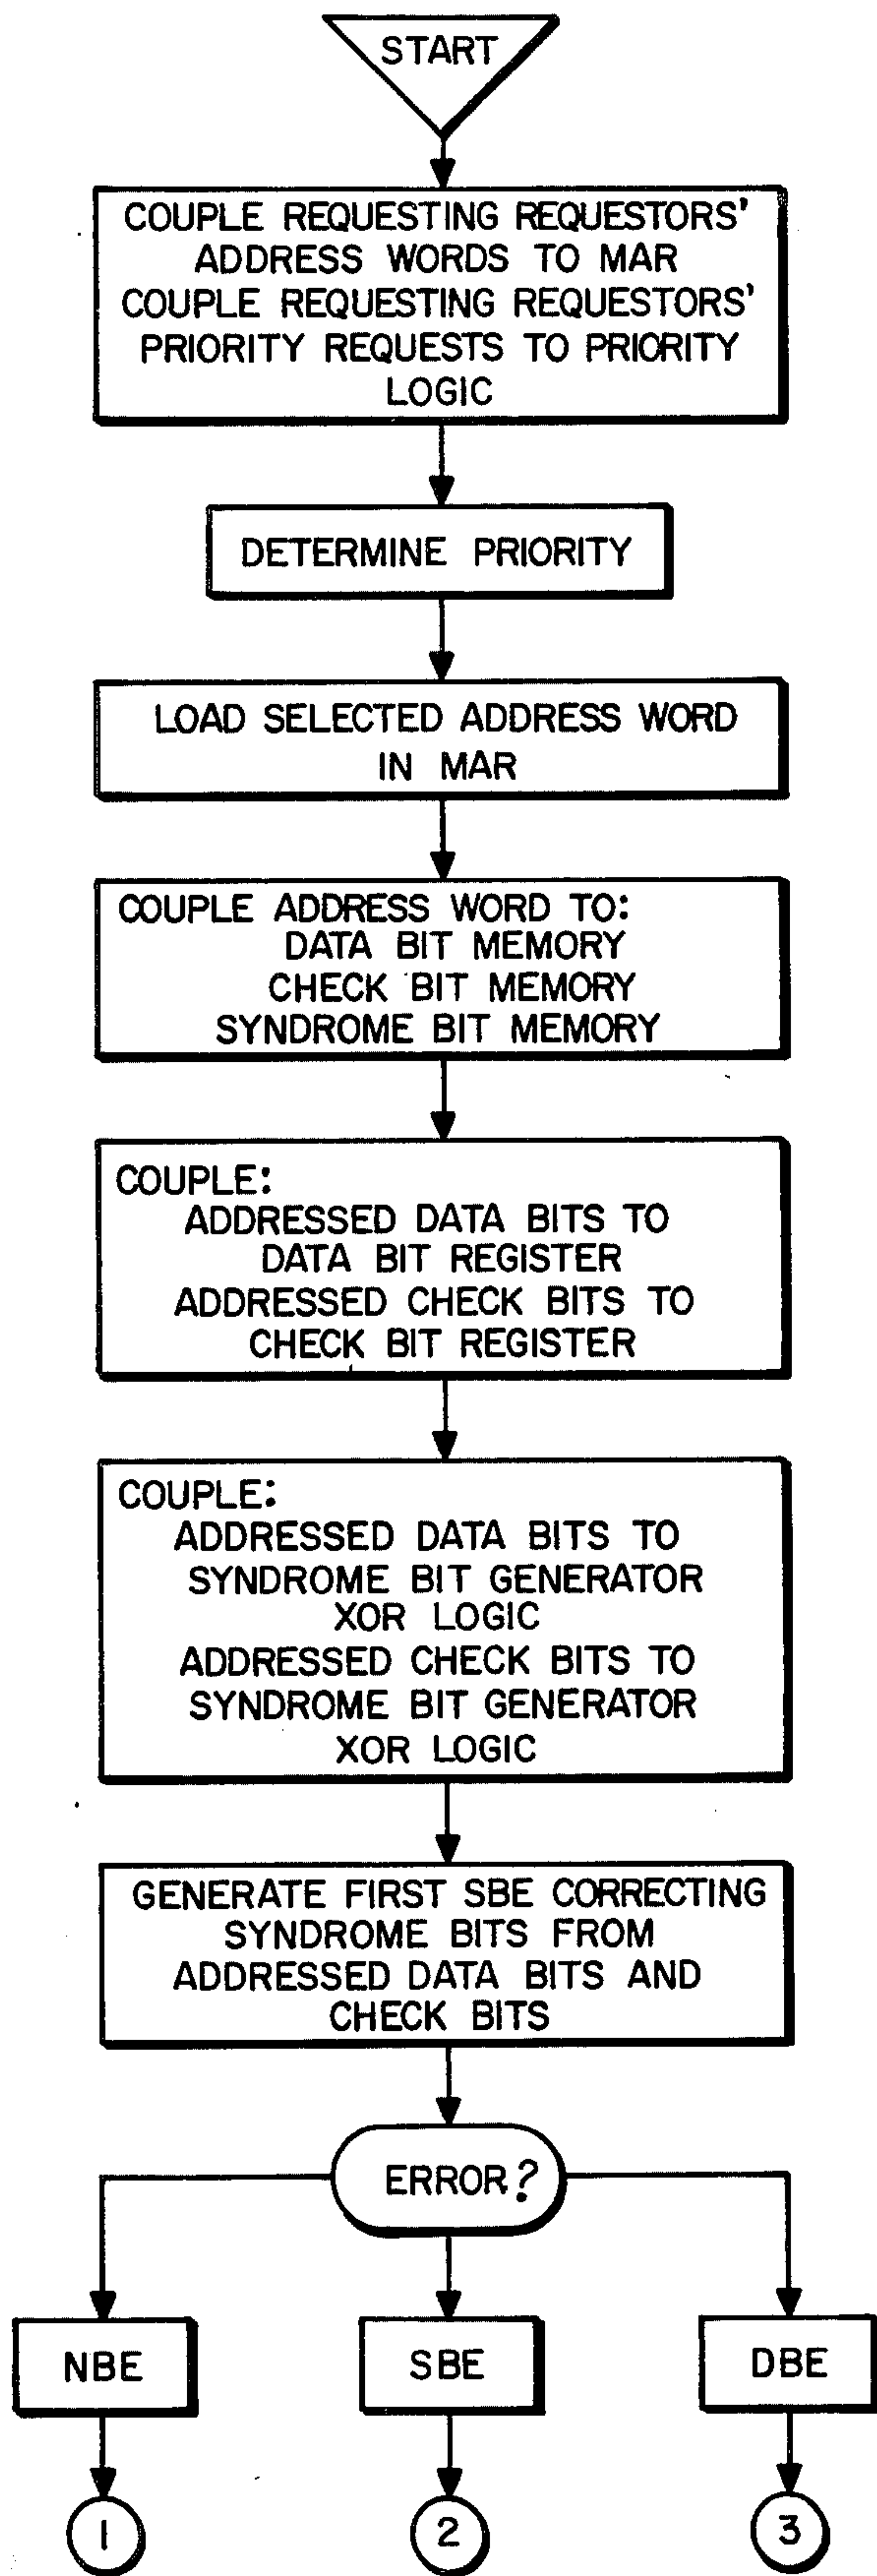 START
COUPLE REQUESTING REQUESTORS'
ADDRESS WORDS TO MAR
COUPLE REQUESTING REQUESTORS'
PRIORITY REQUESTS TO PRIORITY
LOGIC
DETERMINE PRIORITY
LOAD SELECTED ADDRESS WORD
IN MAR
COUPLE ADDRESS WORD TO:
DATA BIT MEMORY
CHECK BIT MEMORY
SYNDROME BIT MEMORY
COUPLE:
ADDRESSED DATA BITS TO
DATA BIT REGISTER
ADDRESSED CHECK BITS TO
CHECK BIT REGISTER
COUPLE:
ADDRESSED DATA BITS TO
SYNDROME BIT GENERATOR
XOR LOGIC
ADDRESSED CHECK BITS TO
SYNDROME BIT GENERATOR
XOR LOGIC
GENERATE FIRST SBE CORRECTING
SYNDROME BITS FROM
ADDRESSED DATA BITS AND
CHECK BITS
ERROR?
NBE SBE DBE
1 2 3